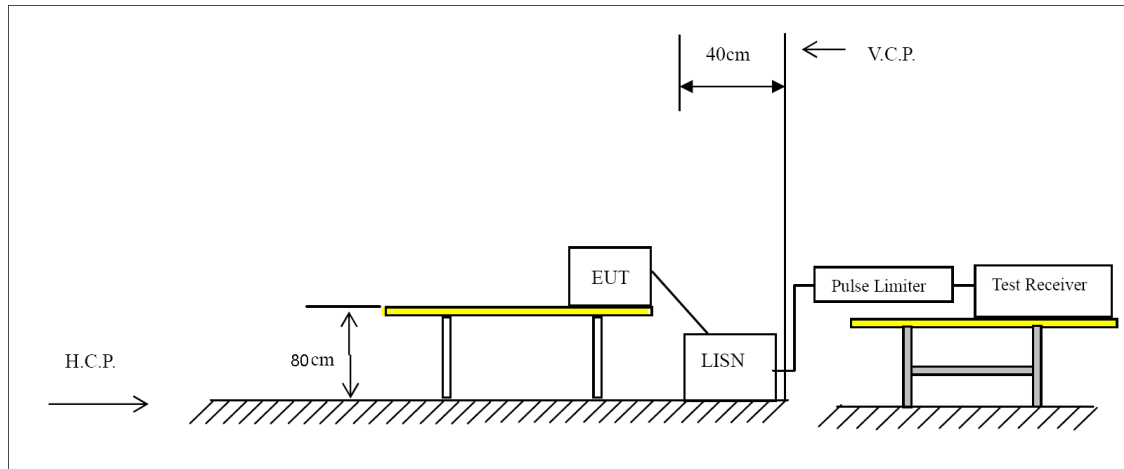 40cm
V.C.P.
EUT
Pulse Limiter
Test Receiver
H.C.P.
80cm
LISN